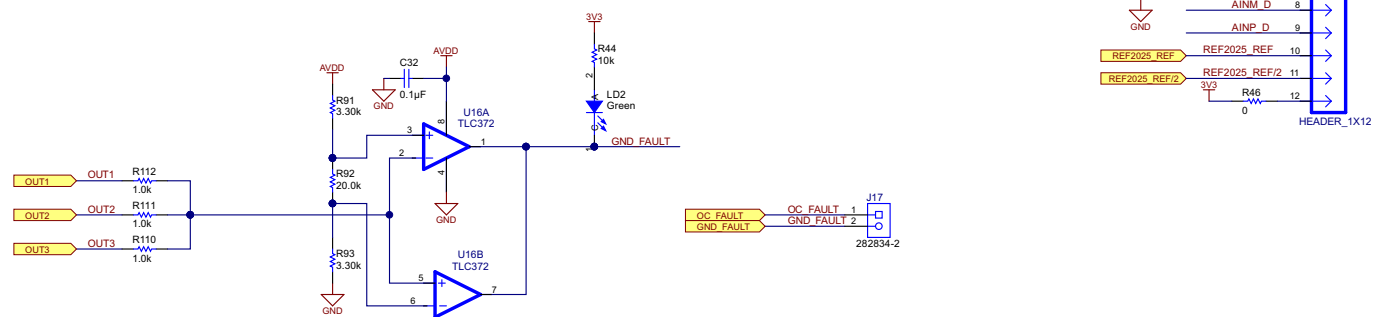 3V3
R44
10k
2
A
LD2
Green
C
1
GND_FAULT
AVDD
C32
0.1µF
GND
AVDD
R91
3.30k
U16A
TLC372
8
3
2
1
4
GND
R92
20.0k
OUT1
OUT1
R112
1.0k
OUT2
OUT2
R111
1.0k
OUT3
OUT3
R110
1.0k
R93
3.30k
GND
U16B
TLC372
5
6
7
OC_FAULT
OC_FAULT
1
GND_FAULT
GND_FAULT
2
J17
282834-2
GND
AINM_D
8
AINP_D
9
REF2025_REF
REF2025_REF
10
REF2025_REF/2
REF2025_REF/2
11
3V3
R46
0
12
HEADER_1X12